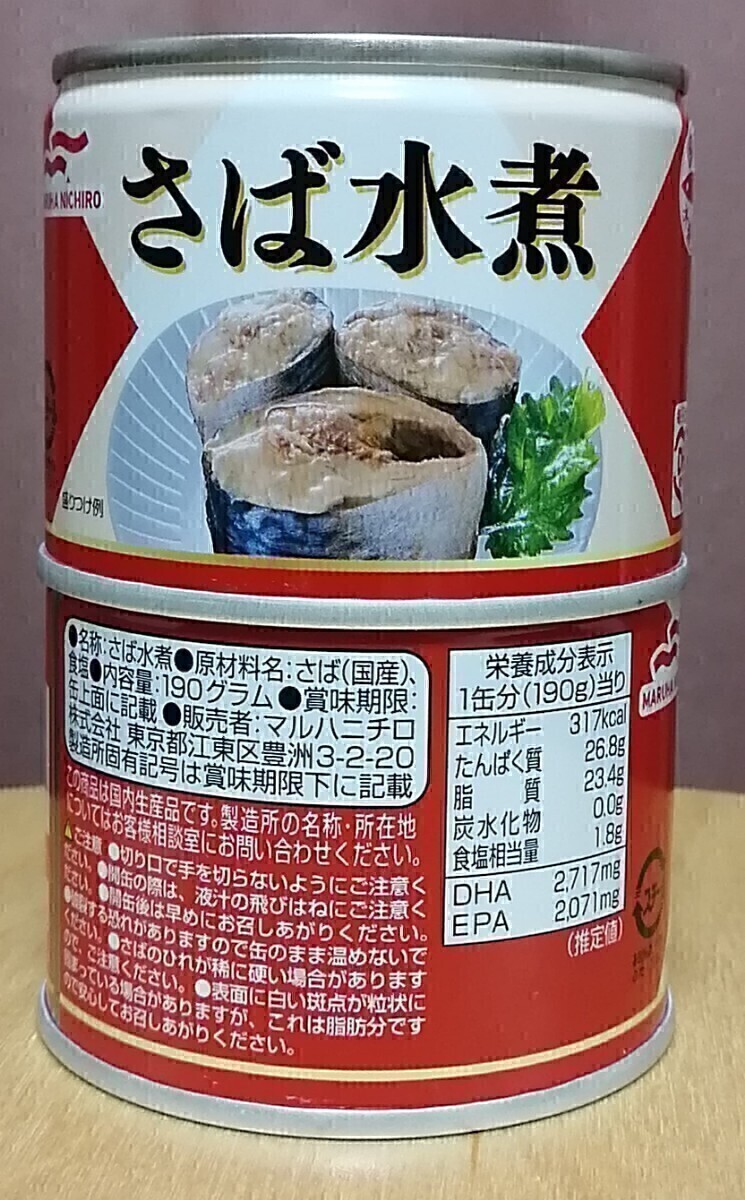 MARUHA NICHIRO
さば水煮
盛りつけ例
●名称:さば水煮●原材料名:さば(国産)、
食塩●内容量:190グラム●賞味期限:
缶上面に記載●販売者:マルハニチロ
株式会社 東京都江東区豊洲3-2-20
製造所固有記号は賞味期限下に記載
この商品は国内生産品です。製造所の名称・所在地
についてはお客様相談室にお問い合わせください。
ご注意 ●切り口で手を切らないようにご注意く
ださい。●開缶の際は、液汁の飛びはねにご注意く
ださい。●開缶後は早めにお召しあがりください。
●破裂する恐れがありますので缶のまま温めないで
ください。●さばのひれが稀に硬い場合があります
ので、ご注意ください。●表面に白い斑点が粒状に
固まっている場合がありますが、これは脂肪分です
ので安心してお召しあがりください。
栄養成分表示
1缶分(190g)当り
エネルギー 317kcal
たんぱく質 26.8g
脂質 23.4g
炭水化物 0.0g
食塩相当量 1.8g
DHA 2,717mg
EPA 2,071mg
(推定値)
MARUHA
スチール